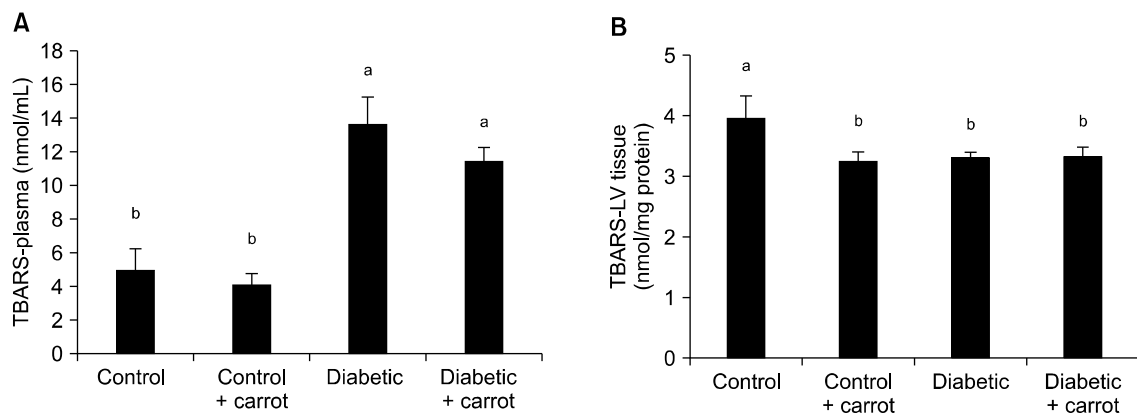 A
TBARS-plasma (nmol/mL)
18
16
14
12
10
8
6
4
2
0
b
b
a
a
Control
Control
+ carrot
Diabetic
Diabetic
+ carrot
B
TBARS-LV tissue
(nmol/mg protein)
5
4
3
2
1
0
a
b
b
b
Control
Control
+ carrot
Diabetic
Diabetic
+ carrot